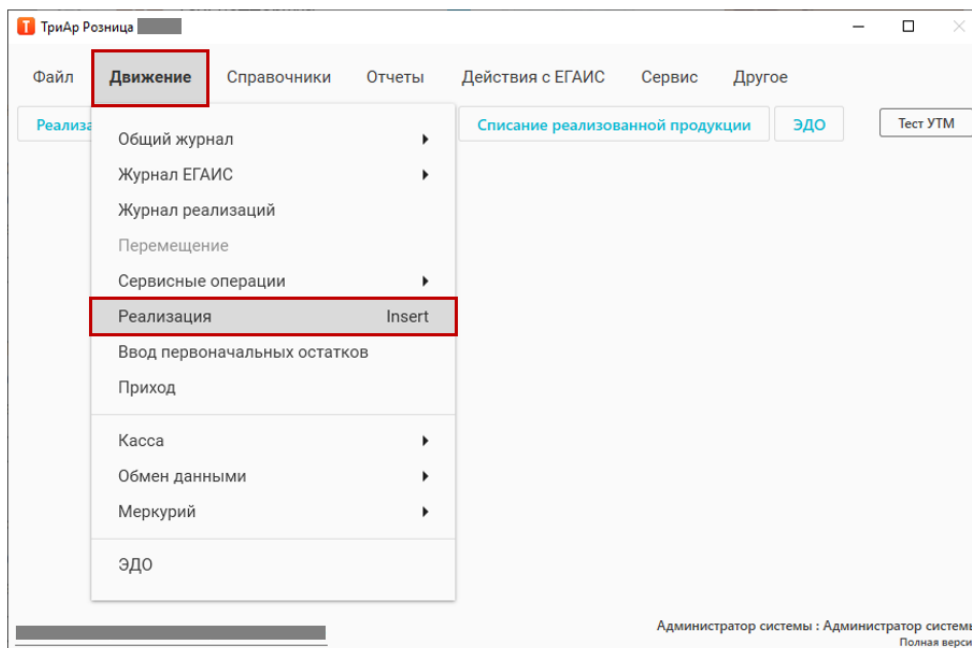 ТриАр Розница
Файл Движение Справочники Отчеты Действия с ЕГАИС Сервис Другое
Реализа Списание реализованной продукции ЭДО Тест УТМ
Общий журнал
Журнал ЕГАИС
Журнал реализаций
Перемещение
Сервисные операции
Реализация Insert
Ввод первоначальных остатков
Приход
Касса
Обмен данными
Меркурий
ЭДО
Администратор системы : Администратор системы
Полная верси